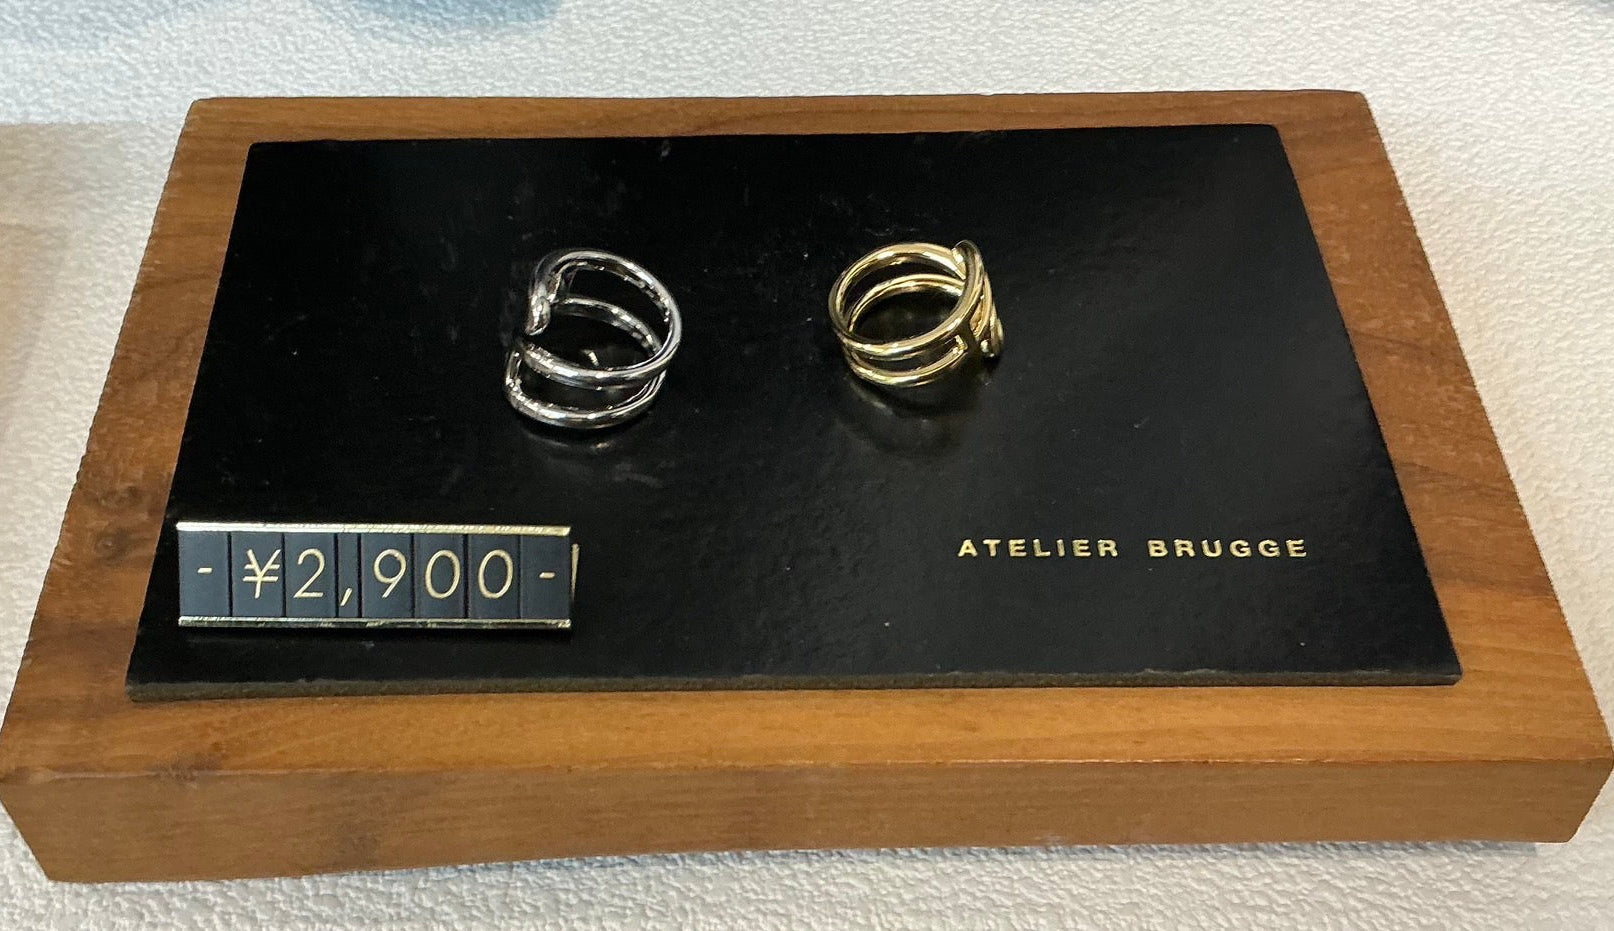 ATELIER BRUGGE
-¥2,900-